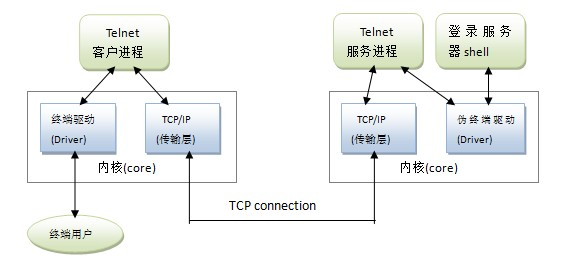 Telnet
客户进程
Telnet
服务进程
登录服务
器 shell
终端驱动
(Driver)
TCP/IP
(传输层)
内核(core)
TCP/IP
(传输层)
伪终端驱动
(Driver)
内核(core)
TCP connection
终端用户